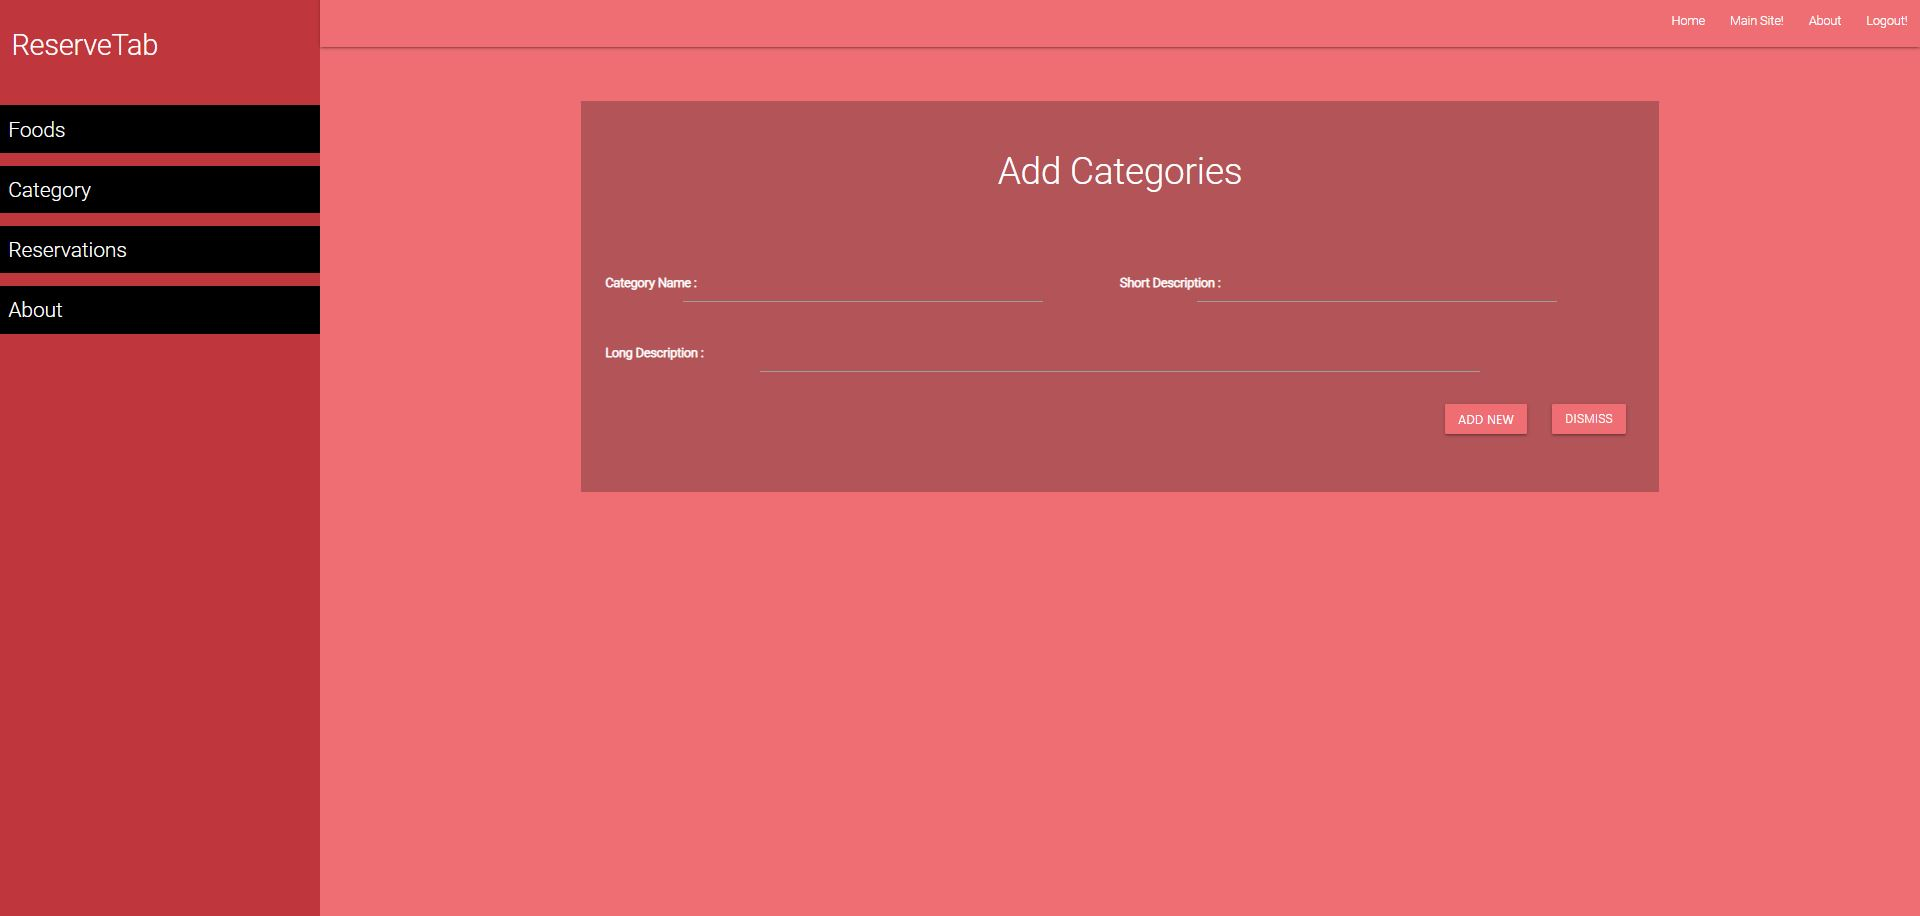 ReserveTab
Home Main Site! About Logout!
Foods
Category
Reservations
About
Add Categories
Category Name : Short Description :
Long Description :
ADD NEW DISMISS